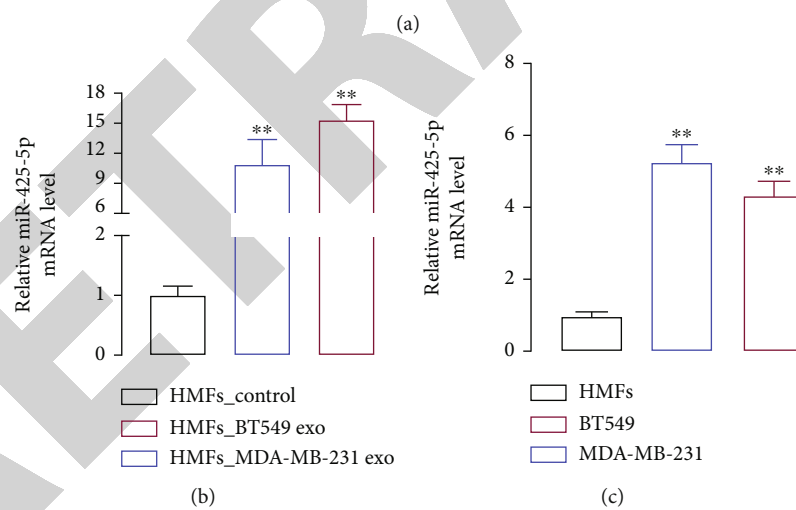 (a)
18
15
12
9
6
2
1
0
Relative miR-425-5p
mRNA level
**
**
HMFs_control
HMFs_BT549 exo
HMFs_MDA-MB-231 exo
(b)
8
6
4
2
0
Relative miR-425-5p
mRNA level
**
**
HMFs
BT549
MDA-MB-231
(c)
ETRA